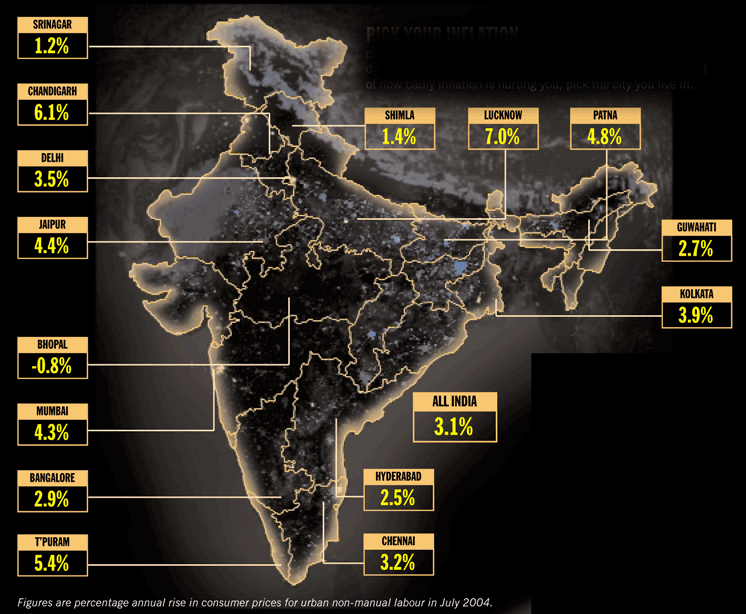 PICK YOUR INFLATION
of how badly inflation is hurting you, pick the city you live in.
SRINAGAR
1.2%
CHANDIGARH
6.1%
DELHI
3.5%
JAIPUR
4.4%
BHOPAL
-0.8%
MUMBAI
4.3%
BANGALORE
2.9%
T'PURAM
5.4%
SHIMLA
1.4%
LUCKNOW
7.0%
PATNA
4.8%
GUWAHATI
2.7%
KOLKATA
3.9%
ALL INDIA
3.1%
HYDERABAD
2.5%
CHENNAI
3.2%
Figures are percentage annual rise in consumer prices for urban non-manual labour in July 2004.